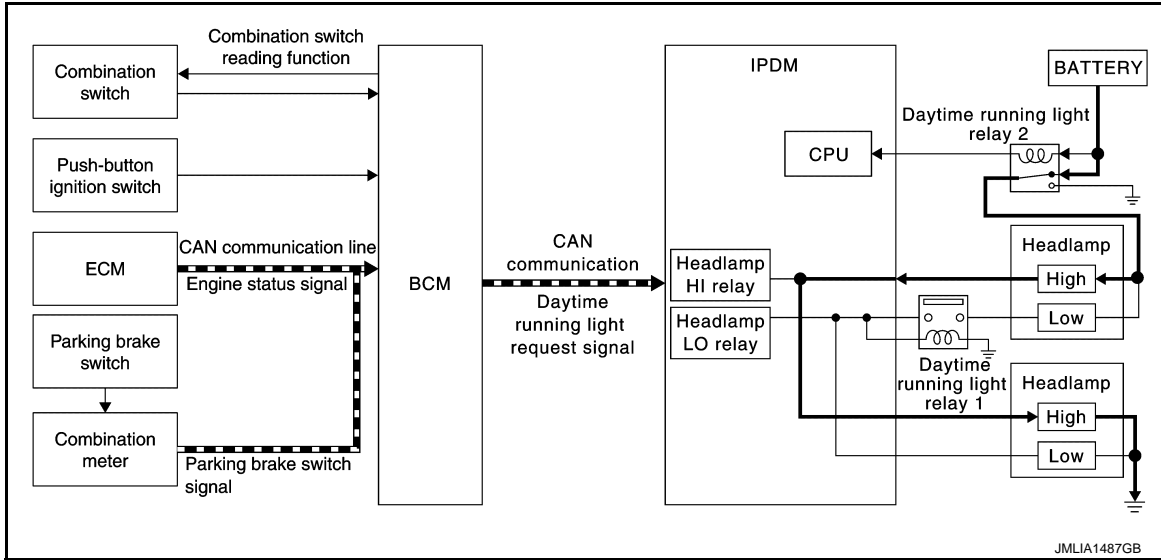 Combination switch
reading function
Combination
switch
Push-button
ignition switch
CAN communication line
ECM
Engine status signal
Parking brake
switch
Combination
meter
Parking brake switch
signal
BCM
CAN
communication
Daytime
running light
request signal
IPDM
CPU
Headlamp
HI relay
Headlamp
LO relay
BATTERY
Daytime running light
relay 2
Headlamp
High
Low
Daytime
running light
relay 1
Headlamp
High
Low
JMLIA1487GB